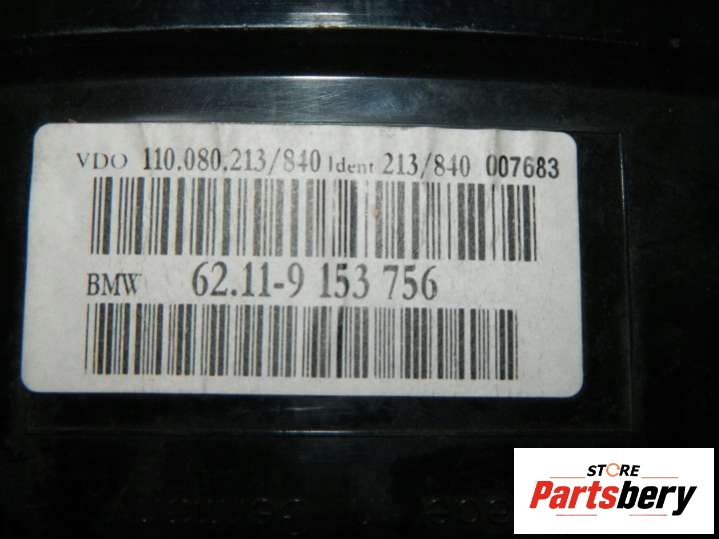 VDO 110.080.213/840 Ident 213/840 007683
BMW 62.11-9 153 756
STORE
Partsbery